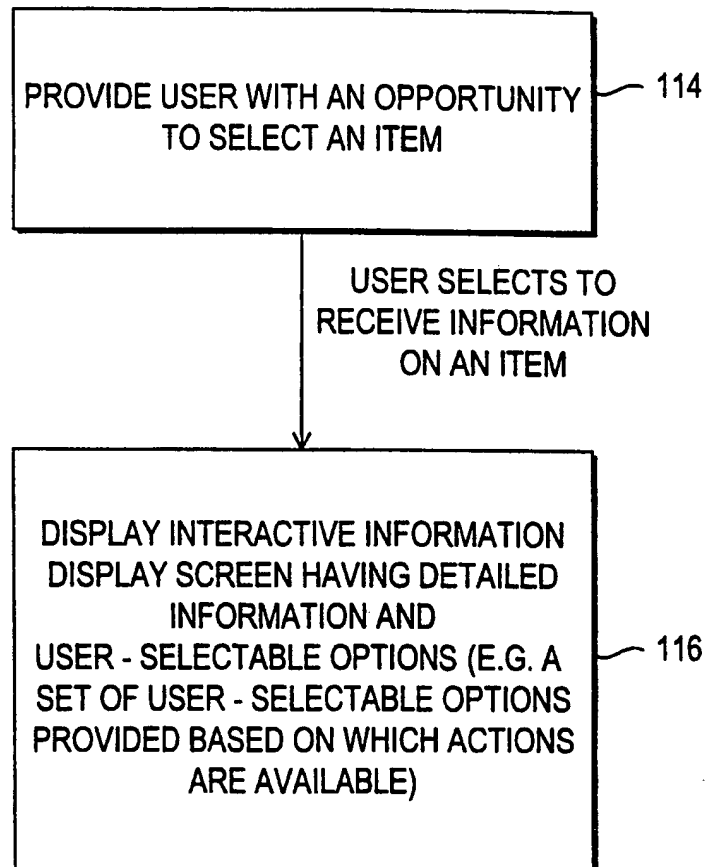 PROVIDE USER WITH AN OPPORTUNITY
TO SELECT AN ITEM
114
USER SELECTS TO
RECEIVE INFORMATION
ON AN ITEM
DISPLAY INTERACTIVE INFORMATION
DISPLAY SCREEN HAVING DETAILED
INFORMATION AND
USER - SELECTABLE OPTIONS (E.G. A
SET OF USER - SELECTABLE OPTIONS
PROVIDED BASED ON WHICH ACTIONS
ARE AVAILABLE)
116